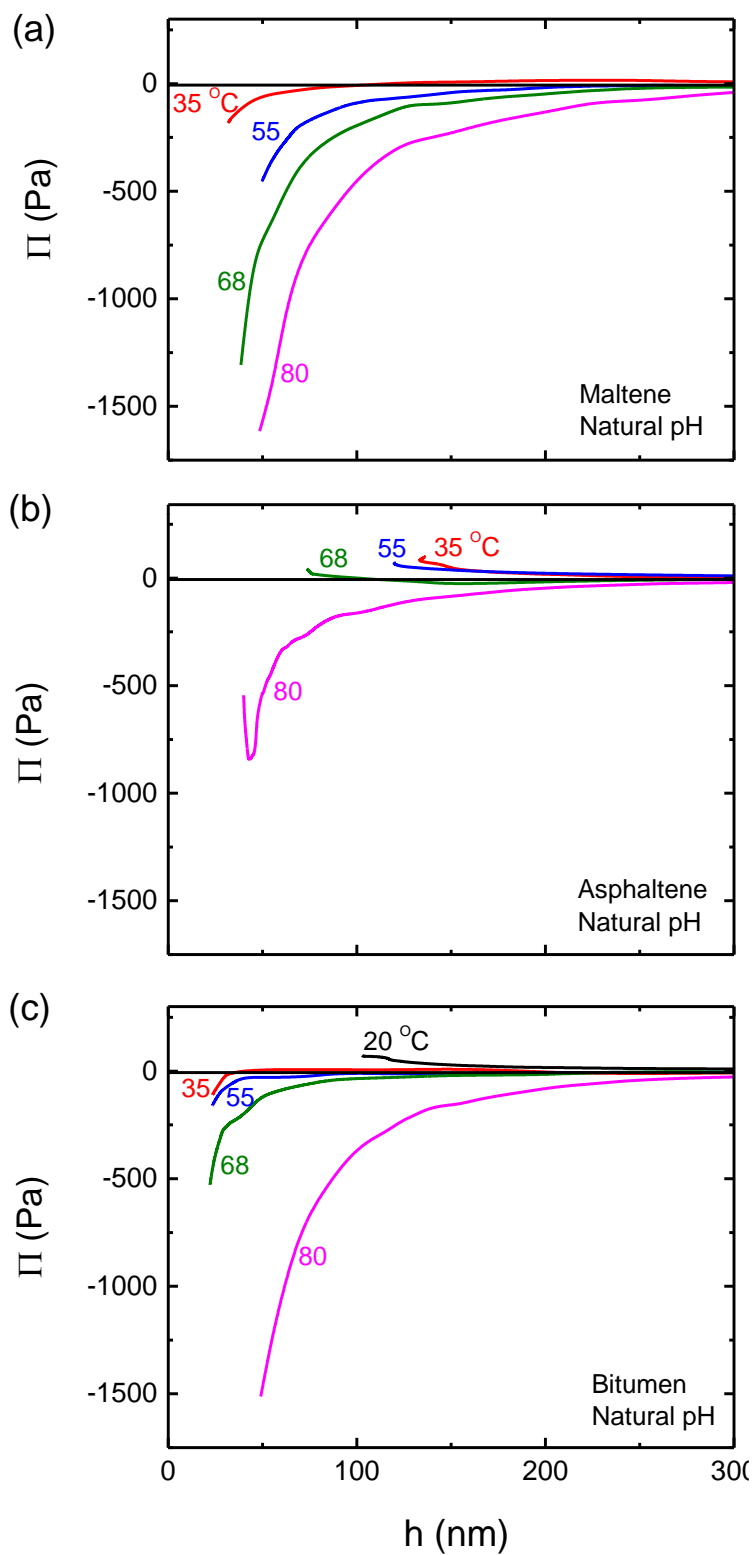 (a)
0
35 °C
55
-500
68
-1000
80
-1500
Maltene
Natural pH
Π (Pa)
(b)
68
55
35 °C
0
-500
80
-1000
-1500
Asphaltene
Natural pH
Π (Pa)
(c)
20 °C
0
35
55
68
-500
80
-1000
-1500
Bitumen
Natural pH
Π (Pa)
0 100 200 300
h (nm)